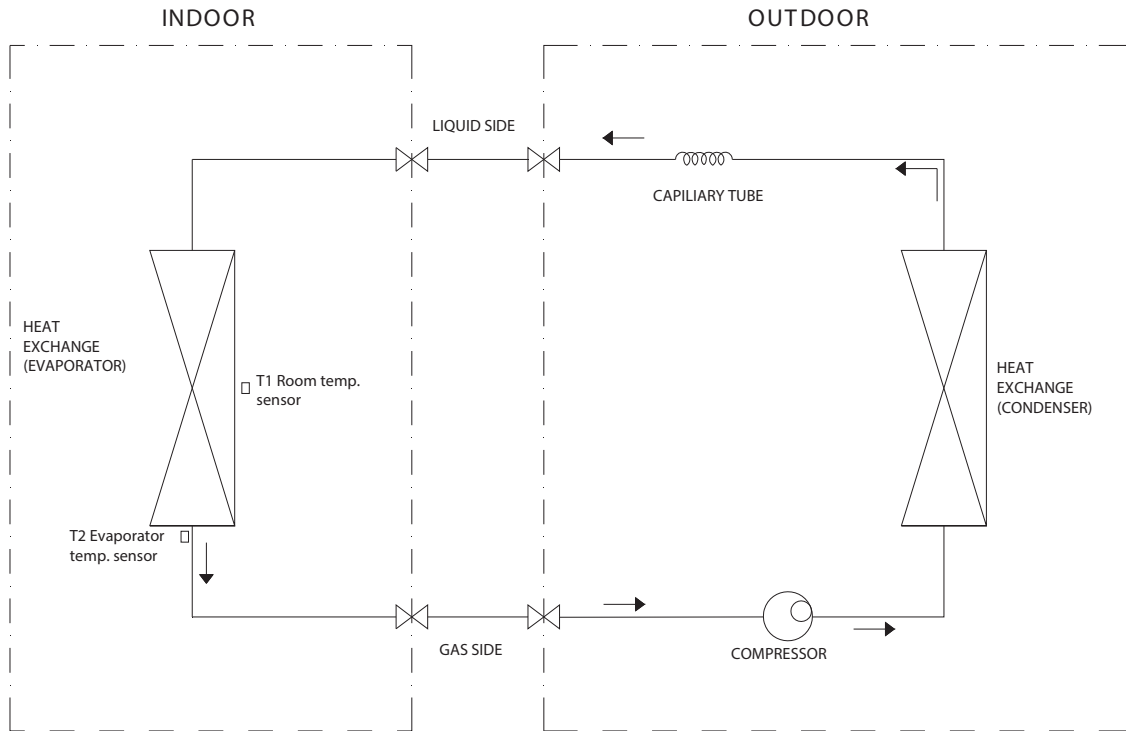 INDOOR
OUTDOOR
LIQUID SIDE
CAPILIARY TUBE
HEAT
EXCHANGE
(EVAPORATOR)
T1 Room temp.
sensor
HEAT
EXCHANGE
(CONDENSER)
T2 Evaporator
temp. sensor
GAS SIDE
COMPRESSOR